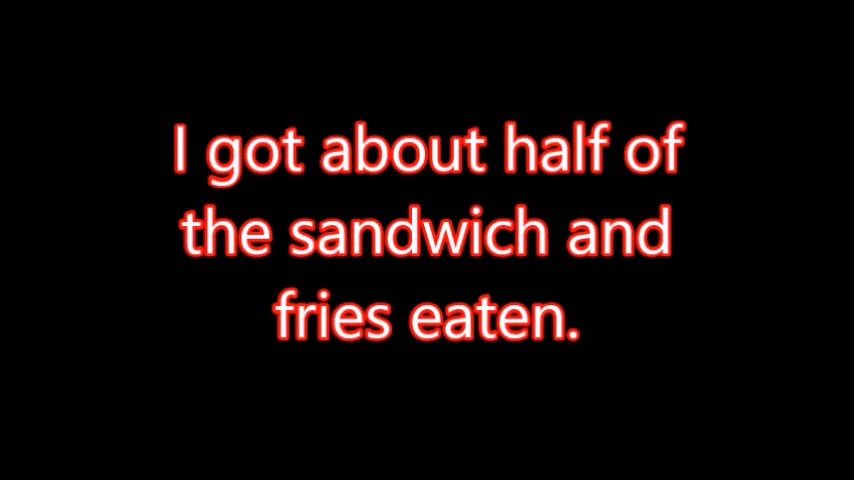 I got about half of
the sandwich and
fries eaten.